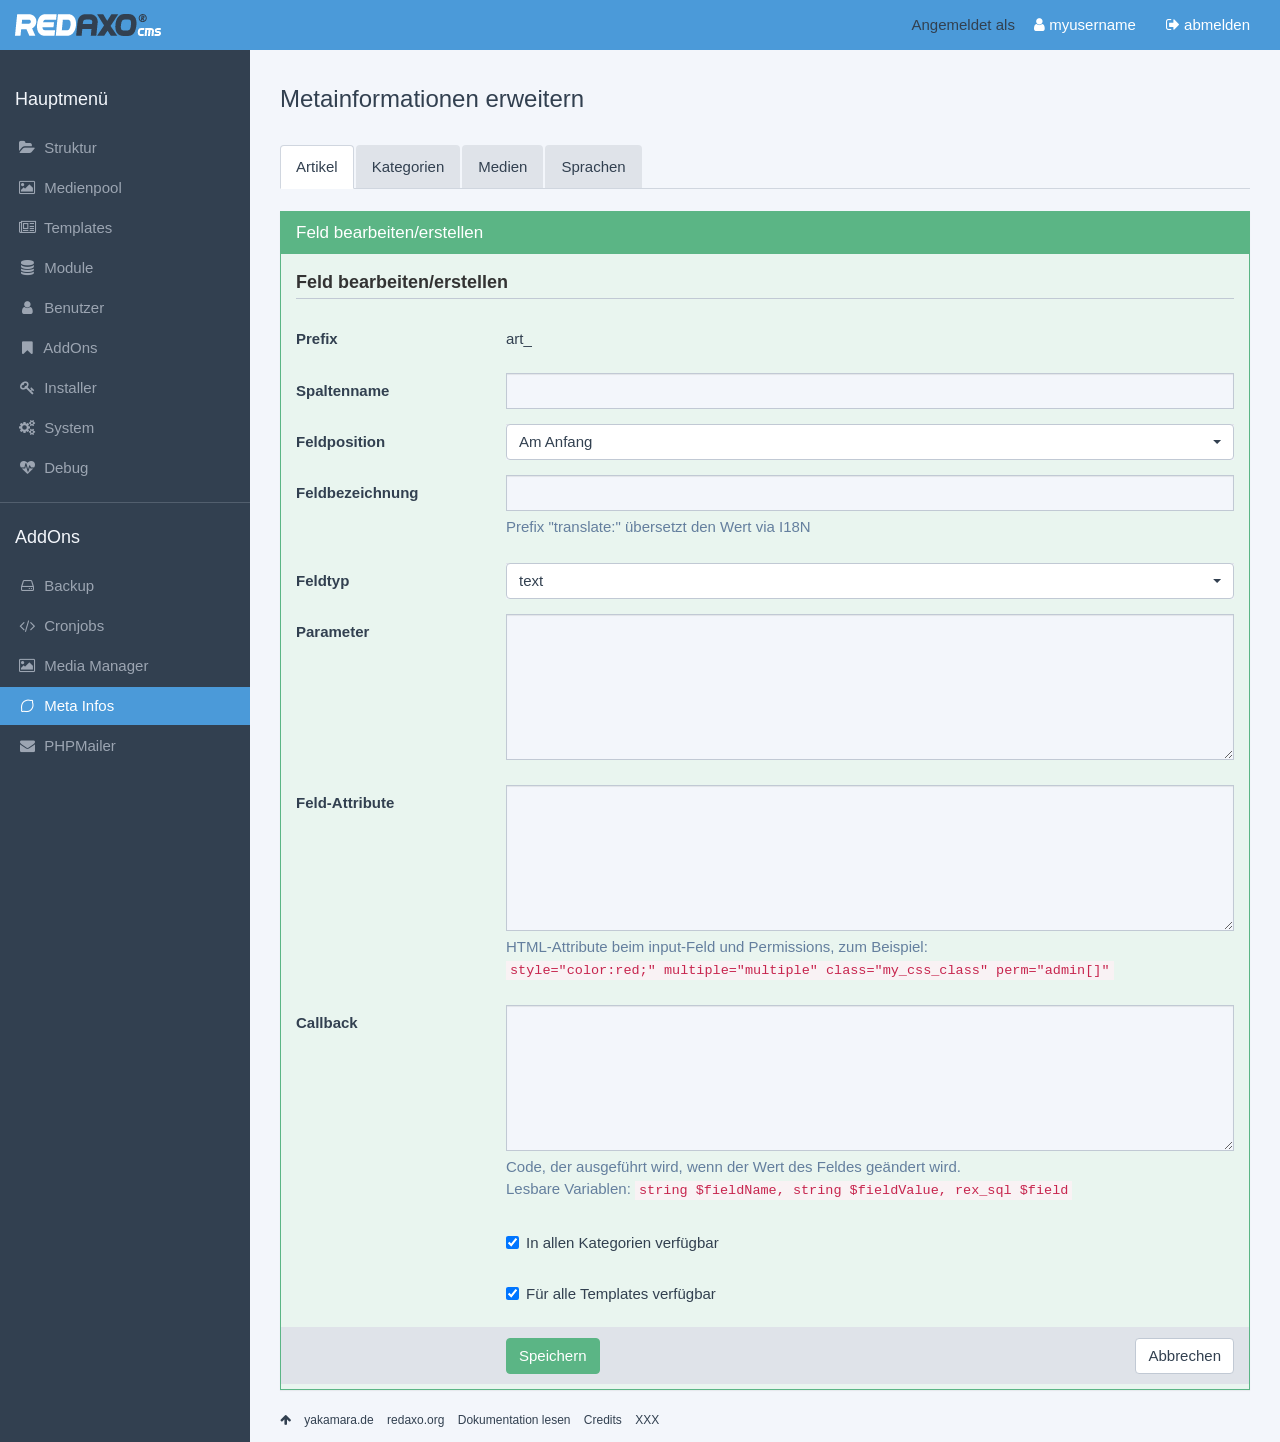 REDAXO® cms
Angemeldet als myusername abmelden
Hauptmenü
Struktur
Medienpool
Templates
Module
Benutzer
AddOns
Installer
System
Debug
AddOns
Backup
Cronjobs
Media Manager
Meta Infos
PHPMailer
Metainformationen erweitern
Artikel Kategorien Medien Sprachen
Feld bearbeiten/erstellen
Feld bearbeiten/erstellen
Prefix art_
Spaltenname
Feldposition Am Anfang
Feldbezeichnung
Prefix "translate:" übersetzt den Wert via I18N
Feldtyp text
Parameter
Feld-Attribute
HTML-Attribute beim input-Feld und Permissions, zum Beispiel:
style="color:red;" multiple="multiple" class="my_css_class" perm="admin[]"
Callback
Code, der ausgeführt wird, wenn der Wert des Feldes geändert wird.
Lesbare Variablen: string $fieldName, string $fieldValue, rex_sql $field
In allen Kategorien verfügbar
Für alle Templates verfügbar
Speichern Abbrechen
yakamara.de redaxo.org Dokumentation lesen Credits XXX